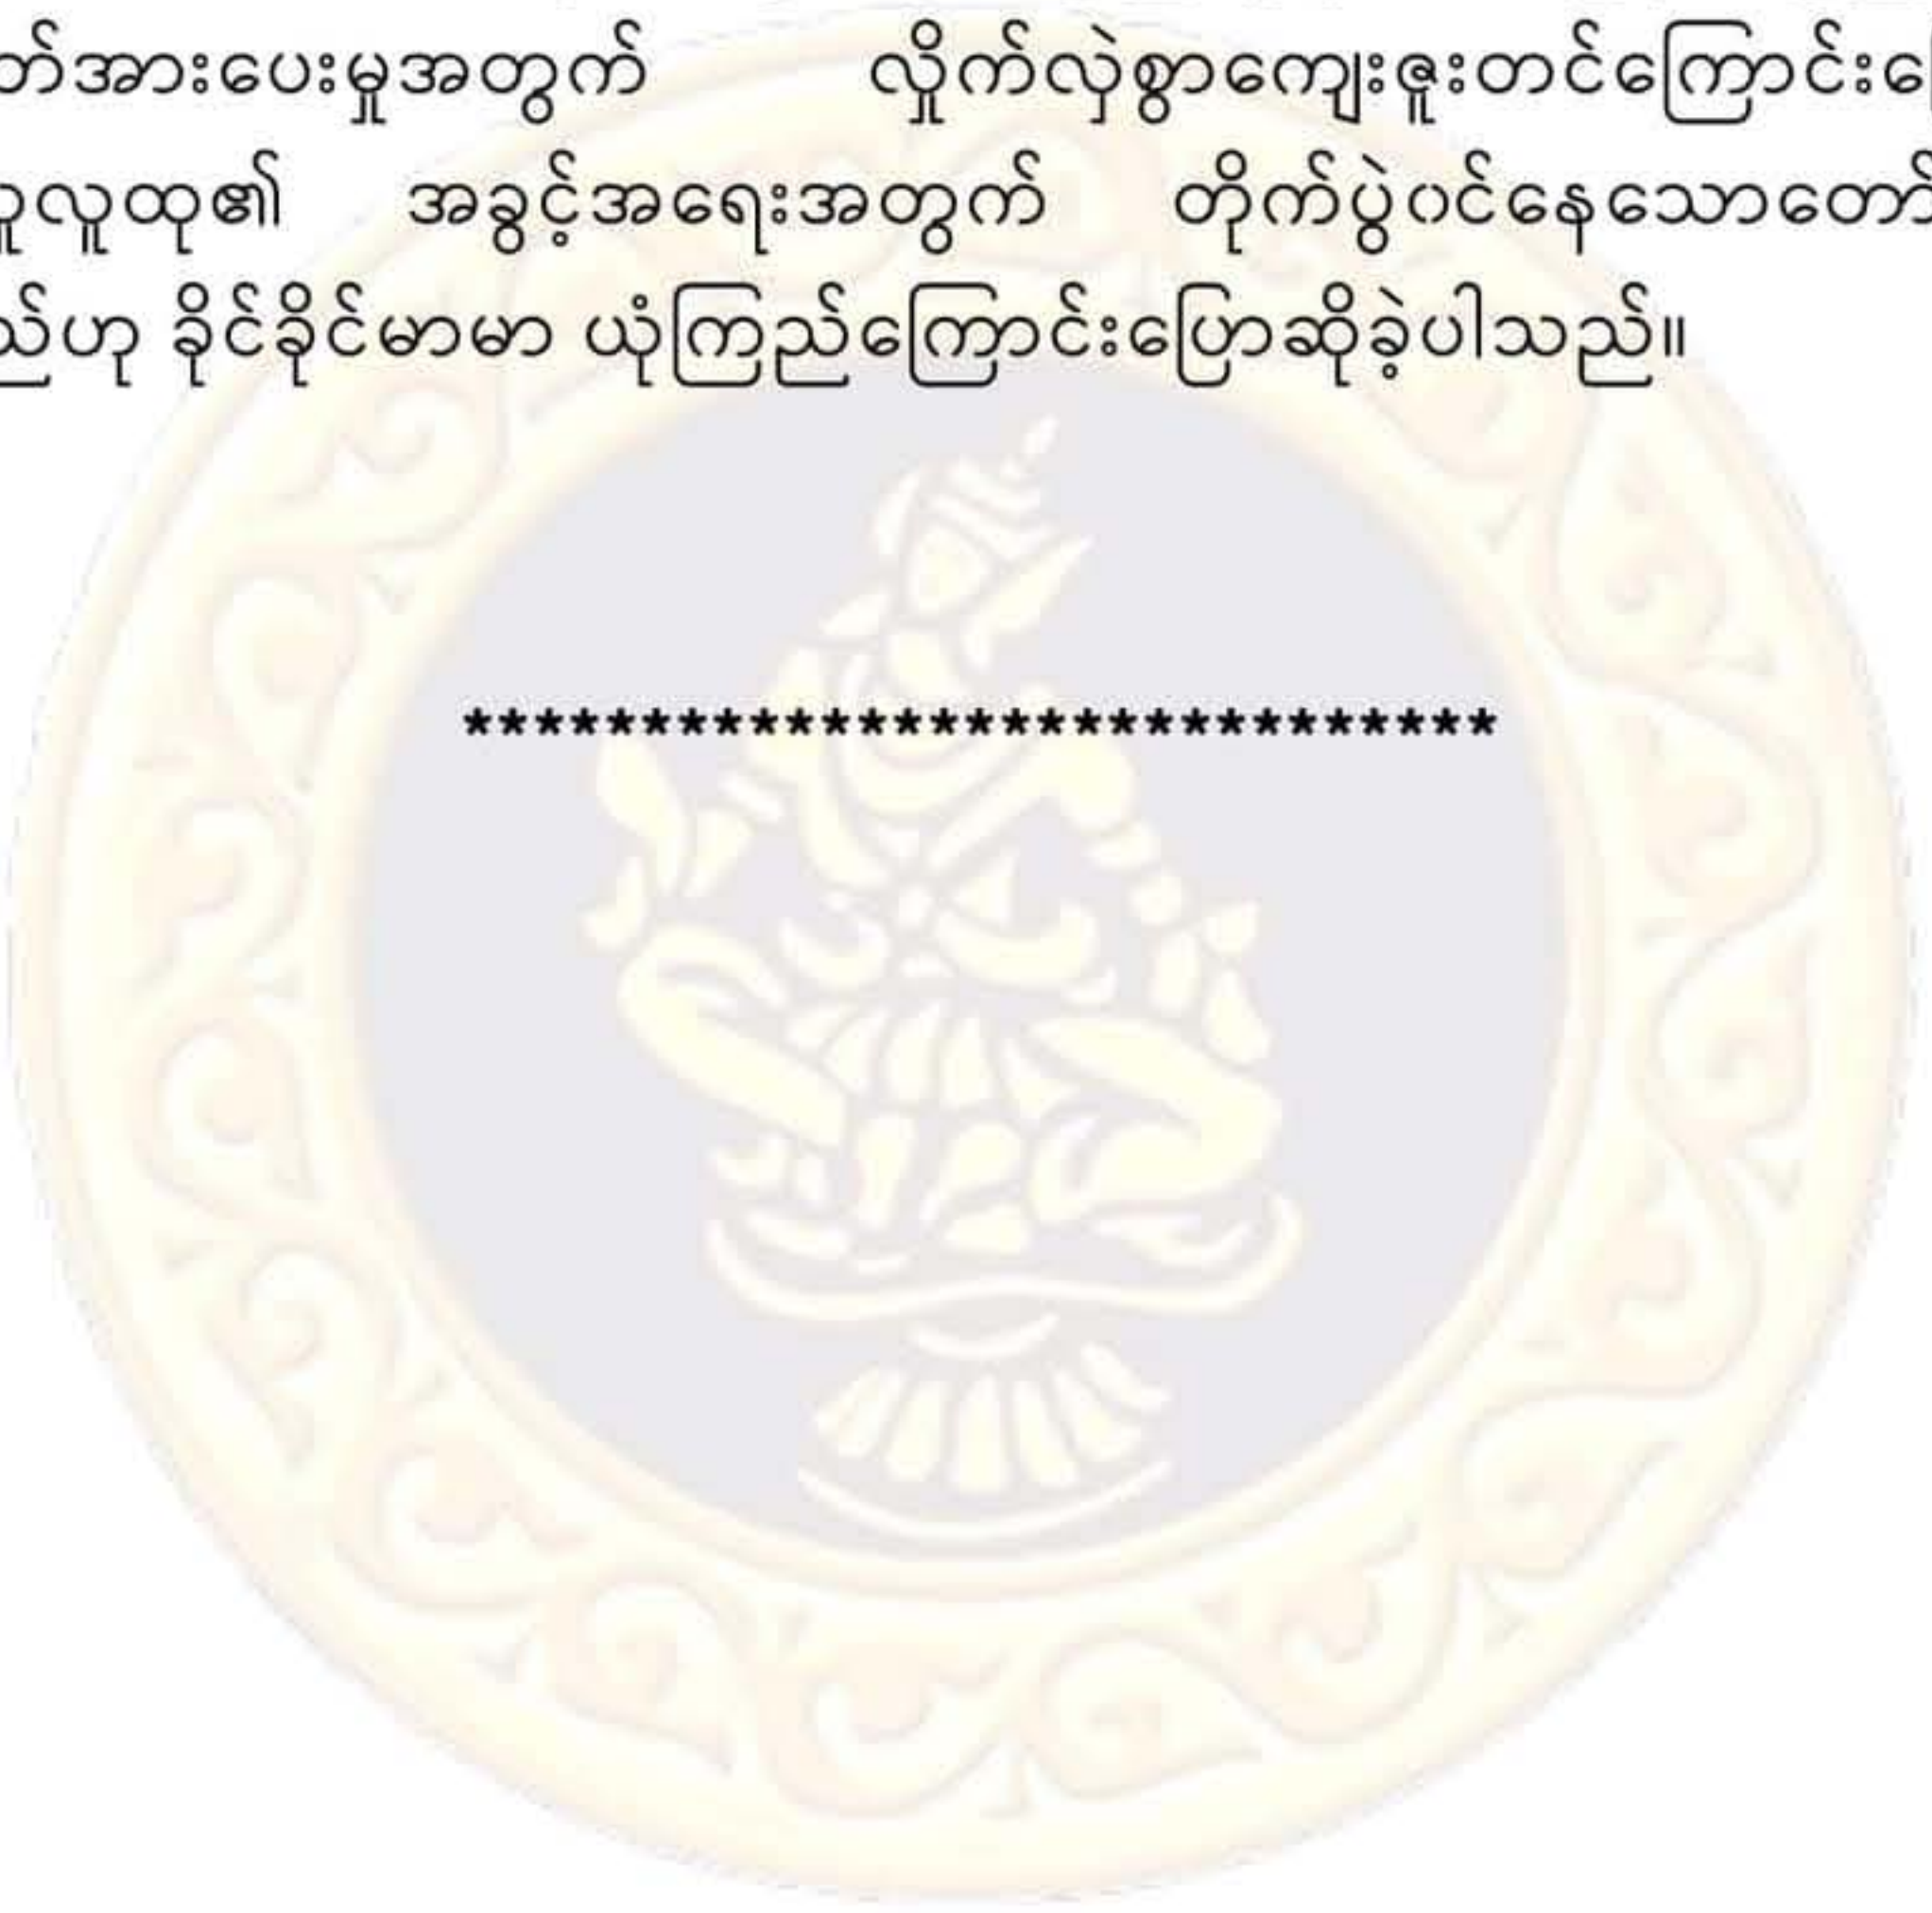 အားပေးမှုအတွက် လှိုက်လှဲစွာကျေးဇူးတင်ကြောင်း
လူထု၏ အခွင့်အရေးအတွက် တိုက်ပွဲဝင်နေသောတော်
ဟု ခိုင်ခိုင်မာမာ ယုံကြည်ကြောင်းပြောဆိုခဲ့ပါသည်။
*****************************